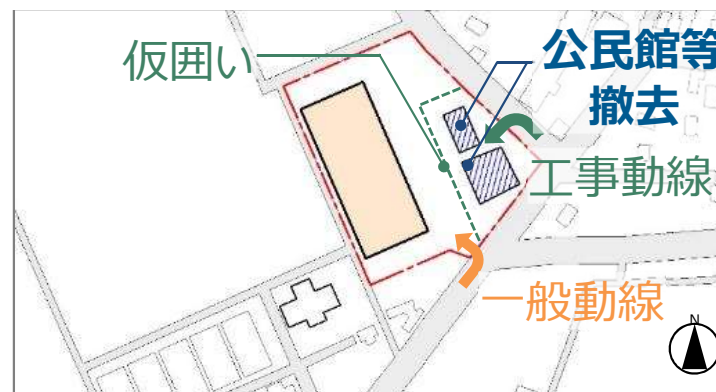 仮囲い
公民館等
撤去
工事動線
一般動線
N